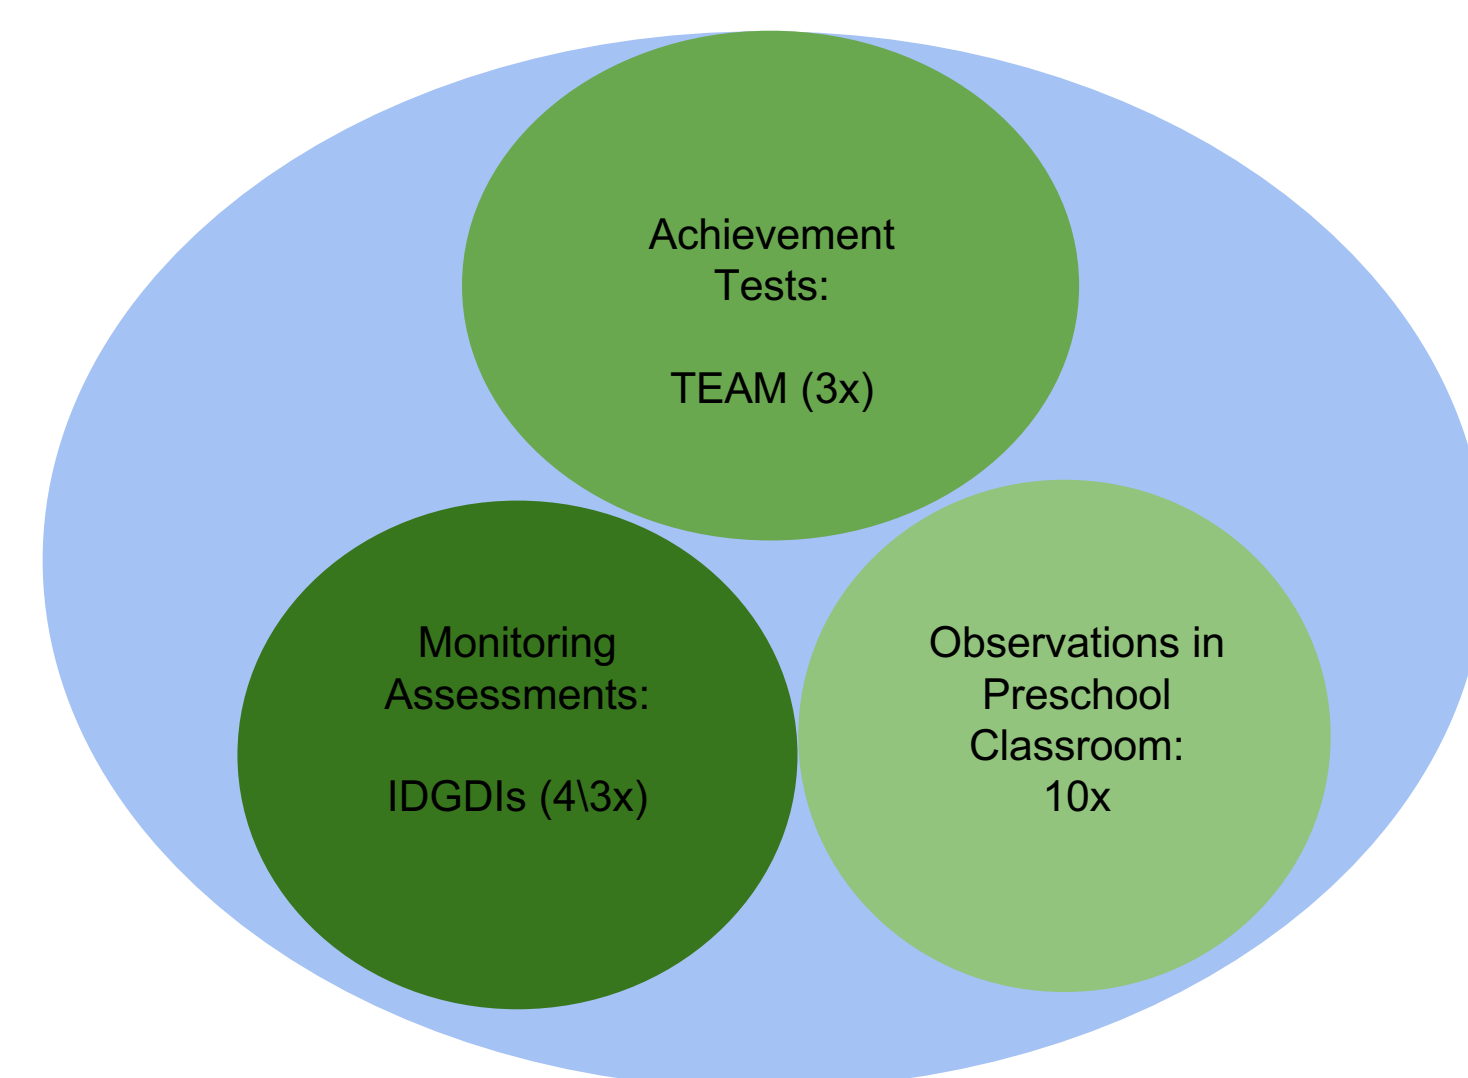 Achievement
Tests:
TEAM (3x)
Monitoring
Assessments:
IDGDIs (4\3x)
Observations in
Preschool
Classroom:
10x